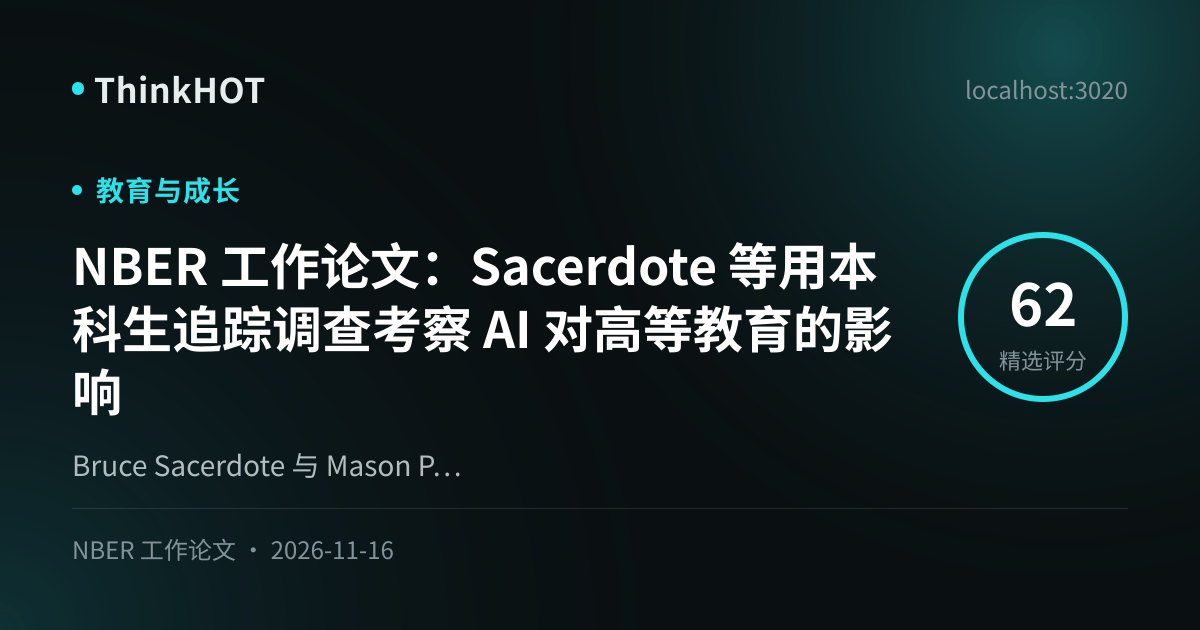 ThinkHOT
localhost:3020
教育与成长
NBER 工作论文：Sacerdote 等用本
科生追踪调查考察 AI 对高等教育的影
响
62
精选评分
Bruce Sacerdote 与 Mason P…
NBER 工作论文 · 2026-11-16